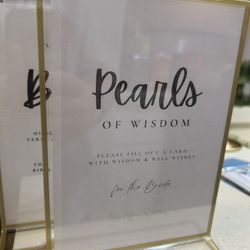 Pearls
OF WISDOM
PLEASE FILL OUT A CARD
WITH WISDOM & WELL WISHES
for the Bride
B